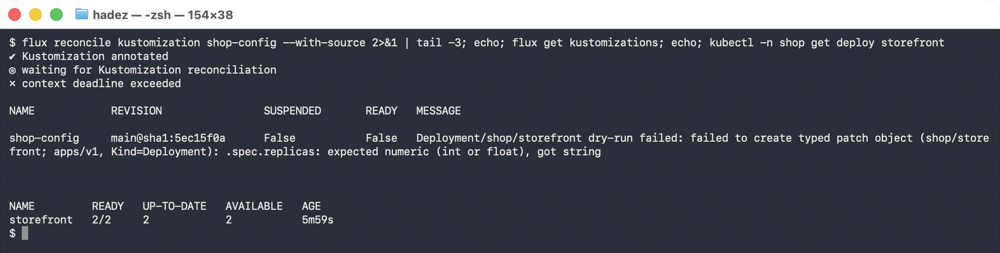 hadez — -zsh — 154×38
$ flux reconcile kustomization shop-config --with-source 2>&1 | tail -3; echo; flux get kustomizations; echo; kubectl -n shop get deploy storefront
✔ Kustomization annotated
◎ waiting for Kustomization reconciliation
✗ context deadline exceeded
NAME            REVISION                SUSPENDED       READY   MESSAGE
shop-config     main@sha1:5ec15f0a      False           False   Deployment/shop/storefront dry-run failed: failed to create typed patch object (shop/store
front; apps/v1, Kind=Deployment): .spec.replicas: expected numeric (int or float), got string
NAME         READY   UP-TO-DATE   AVAILABLE   AGE
storefront   2/2     2            2           5m59s
$